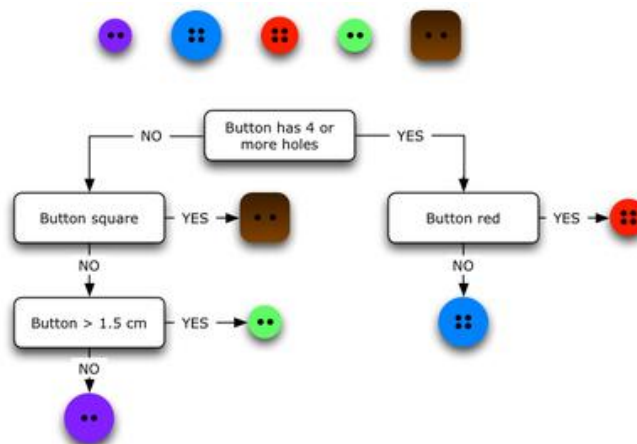 Button has 4 or
more holes
NO
YES
Button square
YES
Button red
YES
NO
NO
Button > 1.5 cm
YES
NO